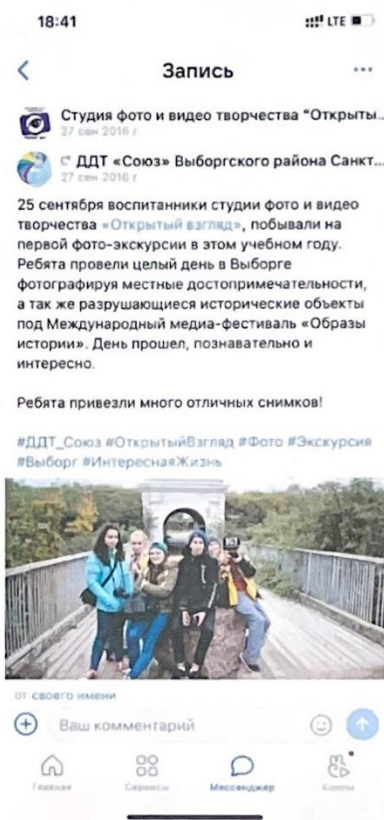 18:41
LTE
Запись
Студия фото и видео творчества "Открыты...
27 сен 2016 г
ДДТ «Союз» Выборгского района Санкт...
27 сен 2016 г
25 сентября воспитанники студии фото и видео
творчества «Открытый взгляд», побывали на
первой фото-экскурсии в этом учебном году.
Ребята провели целый день в Выборге
фотографируя местные достопримечательности,
а так же разрушающиеся исторические объекты
под Международный медиа-фестиваль «Образы
истории». День прошел, познавательно и
интересно.
Ребята привезли много отличных снимков!
#ДДТ_Союз #ОткрытыйВзгляд #Фото #Экскурсия
#Выборг #ИнтереснаяЖизнь
от своего имени
Ваш комментарий
Главная
Сервисы
Мессенджер
Клипы